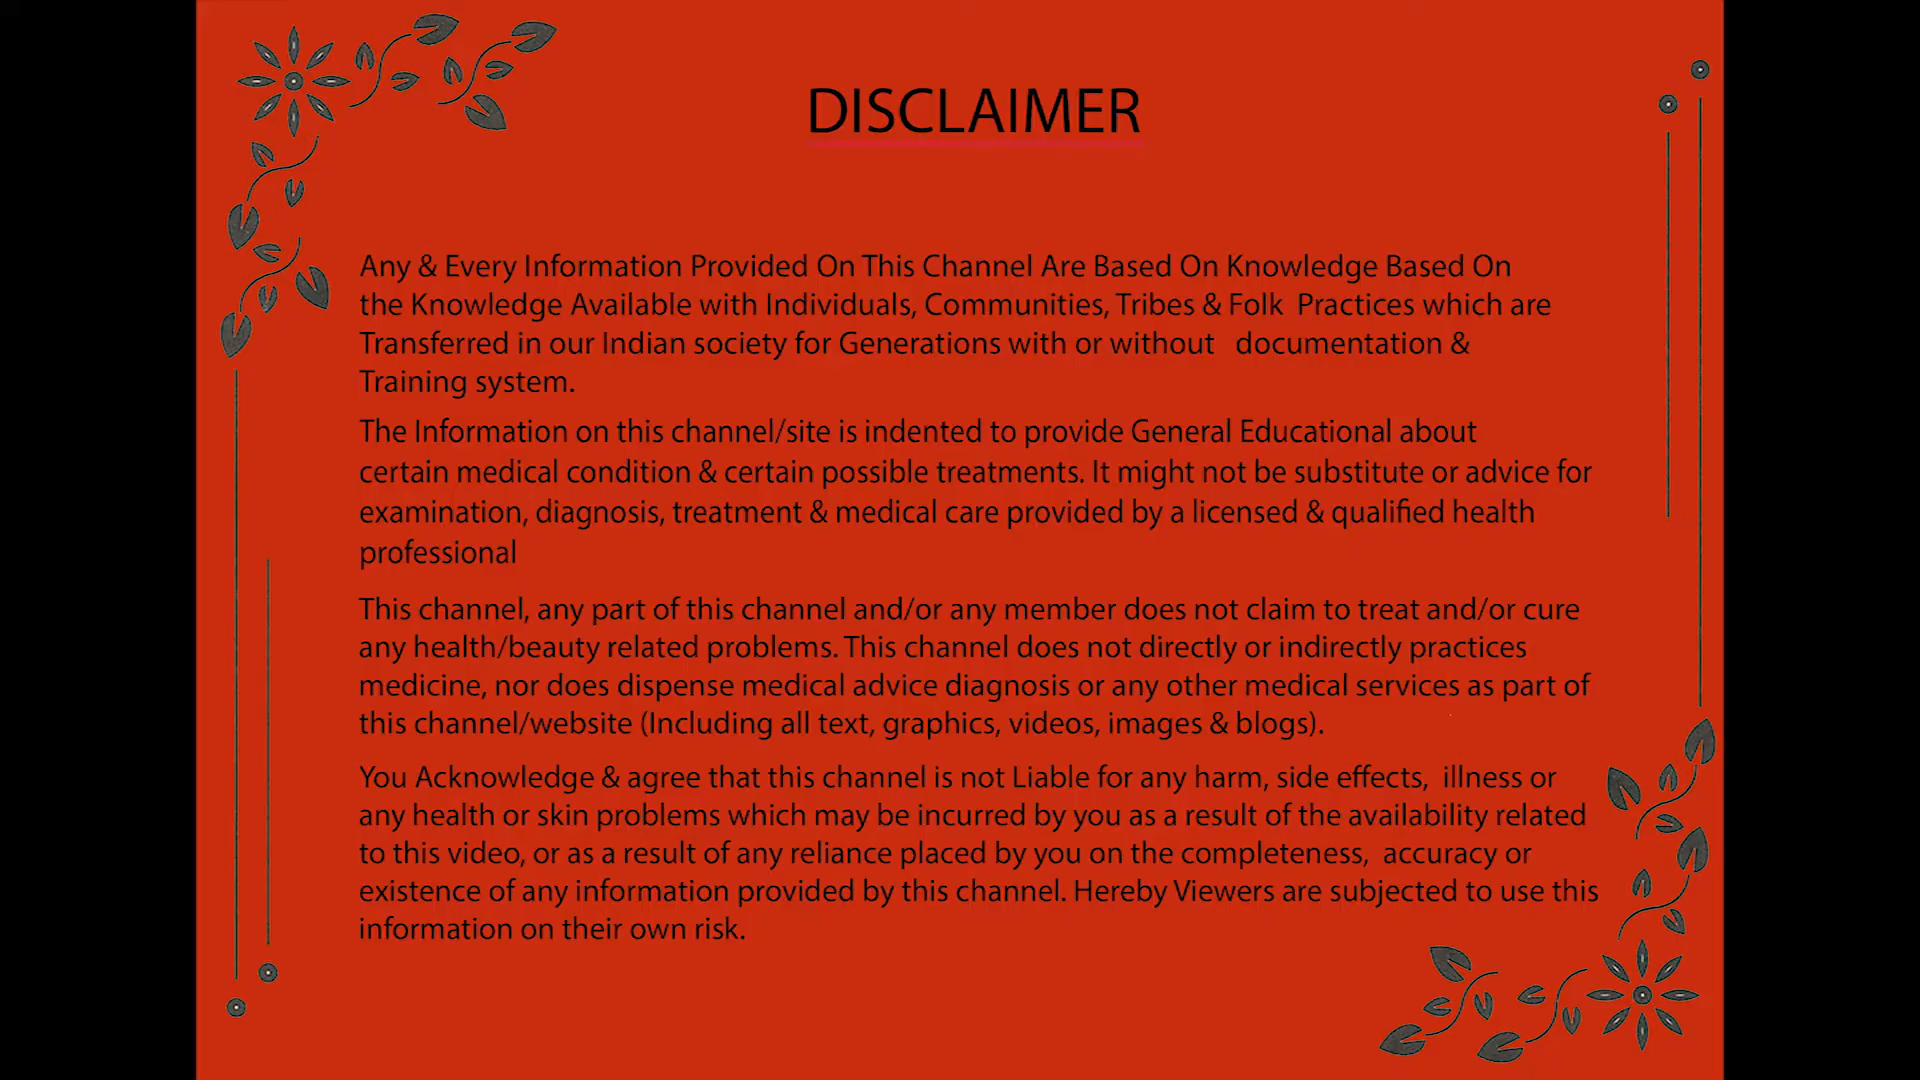 DISCLAIMER
Any & Every Information Provided On This Channel Are Based On Knowledge Based On
the Knowledge Available with Individuals, Communities, Tribes & Folk Practices which are
Transferred in our Indian society for Generations with or without documentation &
Training system.
The Information on this channel/site is indented to provide General Educational about
certain medical condition & certain possible treatments. It might not be substitute or advice for
examination, diagnosis, treatment & medical care provided by a licensed & qualified health
professional
This channel, any part of this channel and/or any member does not claim to treat and/or cure
any health/beauty related problems. This channel does not directly or indirectly practices
medicine, nor does dispense medical advice diagnosis or any other medical services as part of
this channel/website (Including all text, graphics, videos, images & blogs).
You Acknowledge & agree that this channel is not Liable for any harm, side effects, illness or
any health or skin problems which may be incurred by you as a result of the availability related
to this video, or as a result of any reliance placed by you on the completeness, accuracy or
existence of any information provided by this channel. Hereby Viewers are subjected to use this
information on their own risk.